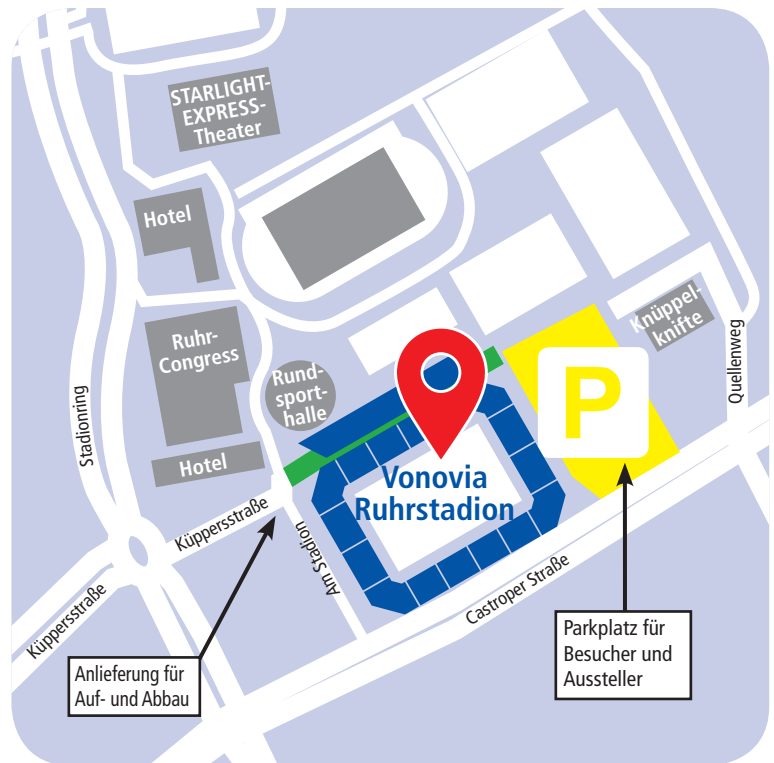 STARLIGHT-
EXPRESS-
Theater
Hotel
Ruhr-
Congress
Rund-
sport-
halle
Hotel
Knüppel-
knifte
Quellenweg
Stadionring
P
Vonovia
Ruhrstadion
Küppersstraße
Am Stadion
Castroper Straße
Küppersstraße
Anlieferung für
Auf- und Abbau
Parkplatz für
Besucher und
Aussteller